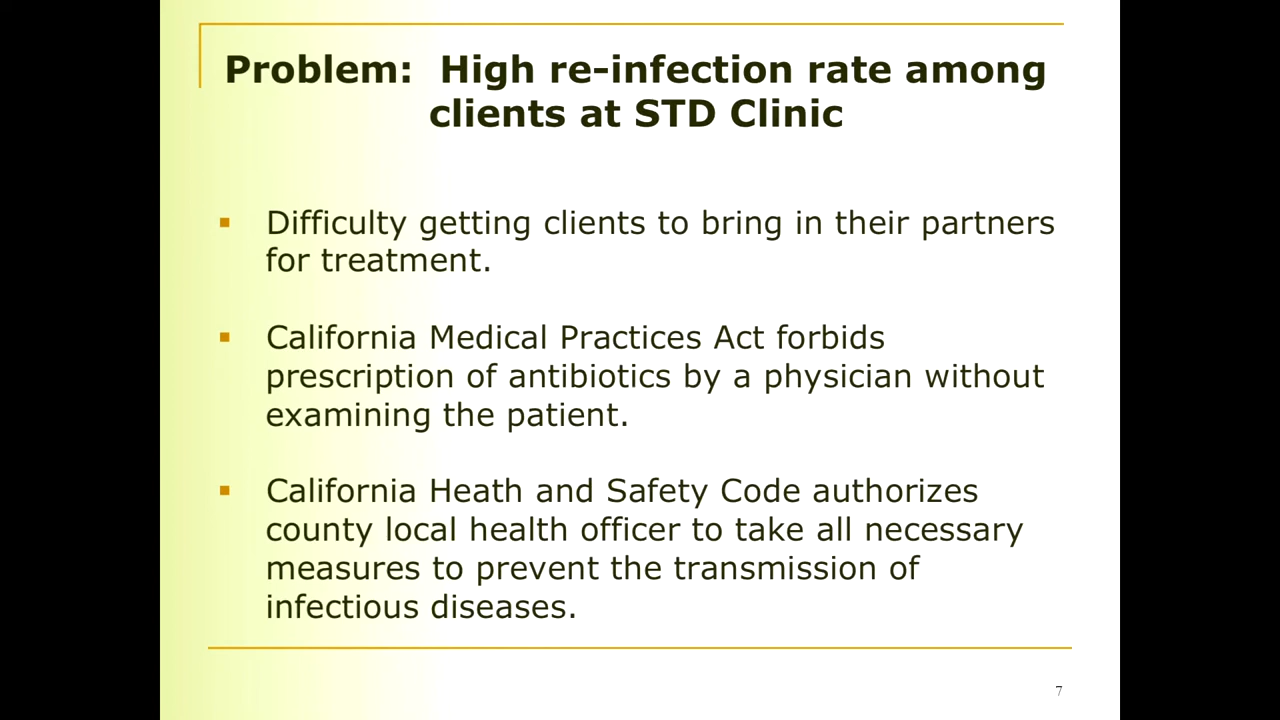 Problem:  High re-infection rate among
clients at STD Clinic
▪ Difficulty getting clients to bring in their partners
for treatment.
▪ California Medical Practices Act forbids
prescription of antibiotics by a physician without
examining the patient.
▪ California Heath and Safety Code authorizes
county local health officer to take all necessary
measures to prevent the transmission of
infectious diseases.
7